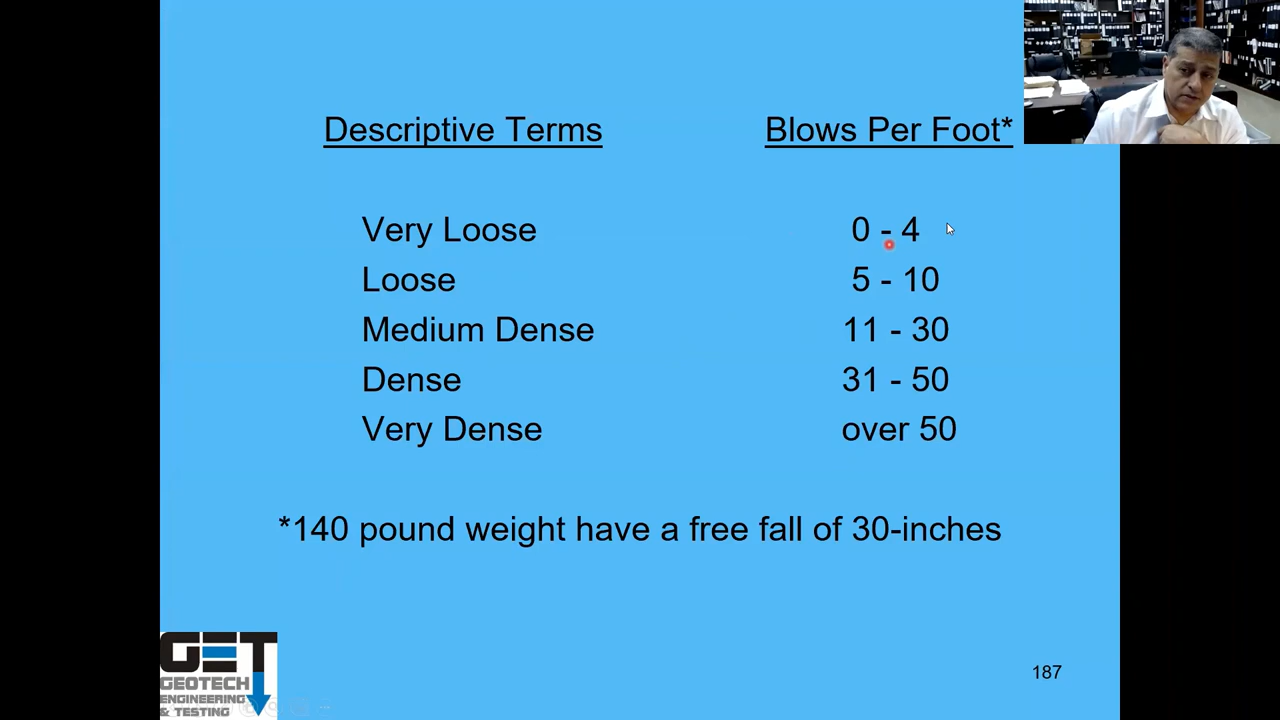 Descriptive Terms Blows Per Foot*
Very Loose 0 - 4
Loose 5 - 10
Medium Dense 11 - 30
Dense 31 - 50
Very Dense over 50
*140 pound weight have a free fall of 30-inches
GET
GEOTECH
ENGINEERING
& TESTING
187